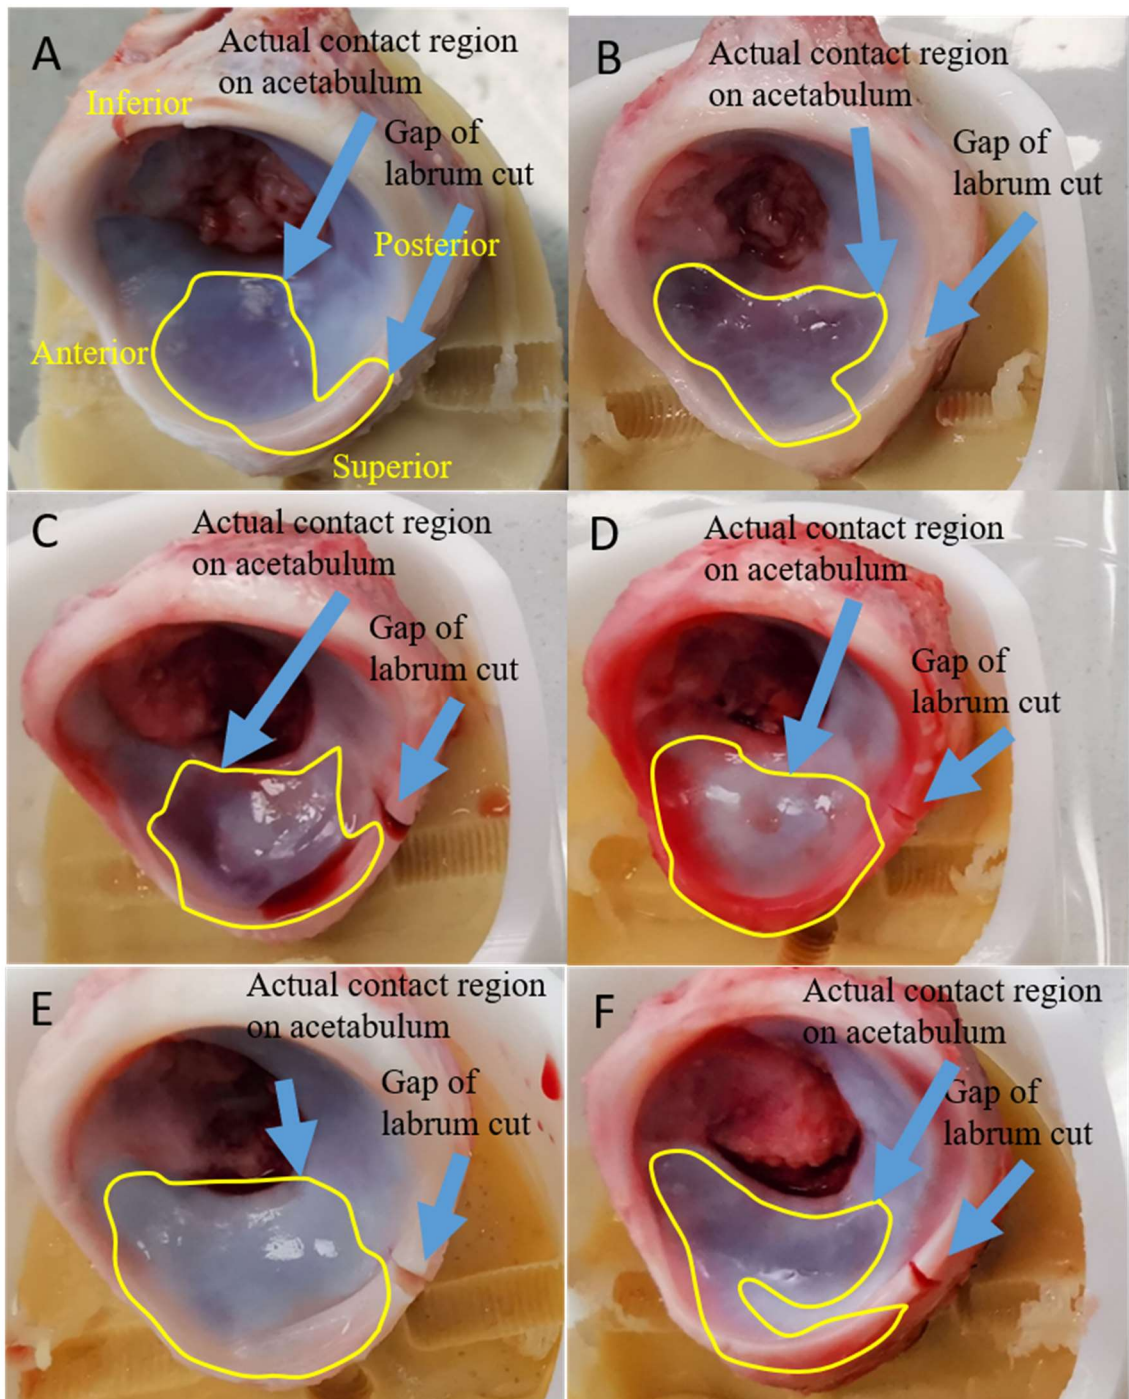 A
Actual contact region
on acetabulum
Inferior
Gap of
labrum cut
Posterior
Anterior
Superior
B
Actual contact region
on acetabulum
Gap of
labrum cut
C
Actual contact region
on acetabulum
Gap of
labrum cut
D
Actual contact region
on acetabulum
Gap of
labrum cut
E
Actual contact region
on acetabulum
Gap of
labrum cut
F
Actual contact region
on acetabulum
Gap of
labrum cut